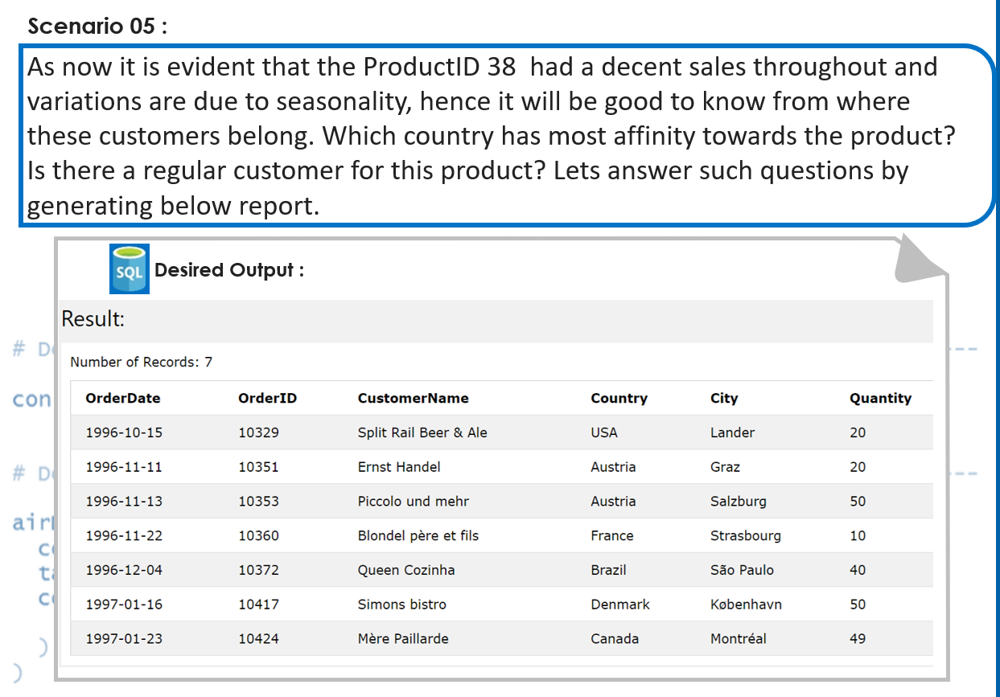 Scenario 05 :
As now it is evident that the ProductID 38 had a decent sales throughout and
variations are due to seasonality, hence it will be good to know from where
these customers belong. Which country has most affinity towards the product?
Is there a regular customer for this product? Lets answer such questions by
generating below report.
SQL Desired Output :
Result:
Number of Records: 7
OrderDate OrderID CustomerName Country City Quantity
1996-10-15 10329 Split Rail Beer & Ale USA Lander 20
1996-11-11 10351 Ernst Handel Austria Graz 20
1996-11-13 10353 Piccolo und mehr Austria Salzburg 50
1996-11-22 10360 Blondel père et fils France Strasbourg 10
1996-12-04 10372 Queen Cozinha Brazil São Paulo 40
1997-01-16 10417 Simons bistro Denmark København 50
1997-01-23 10424 Mère Paillarde Canada Montréal 49